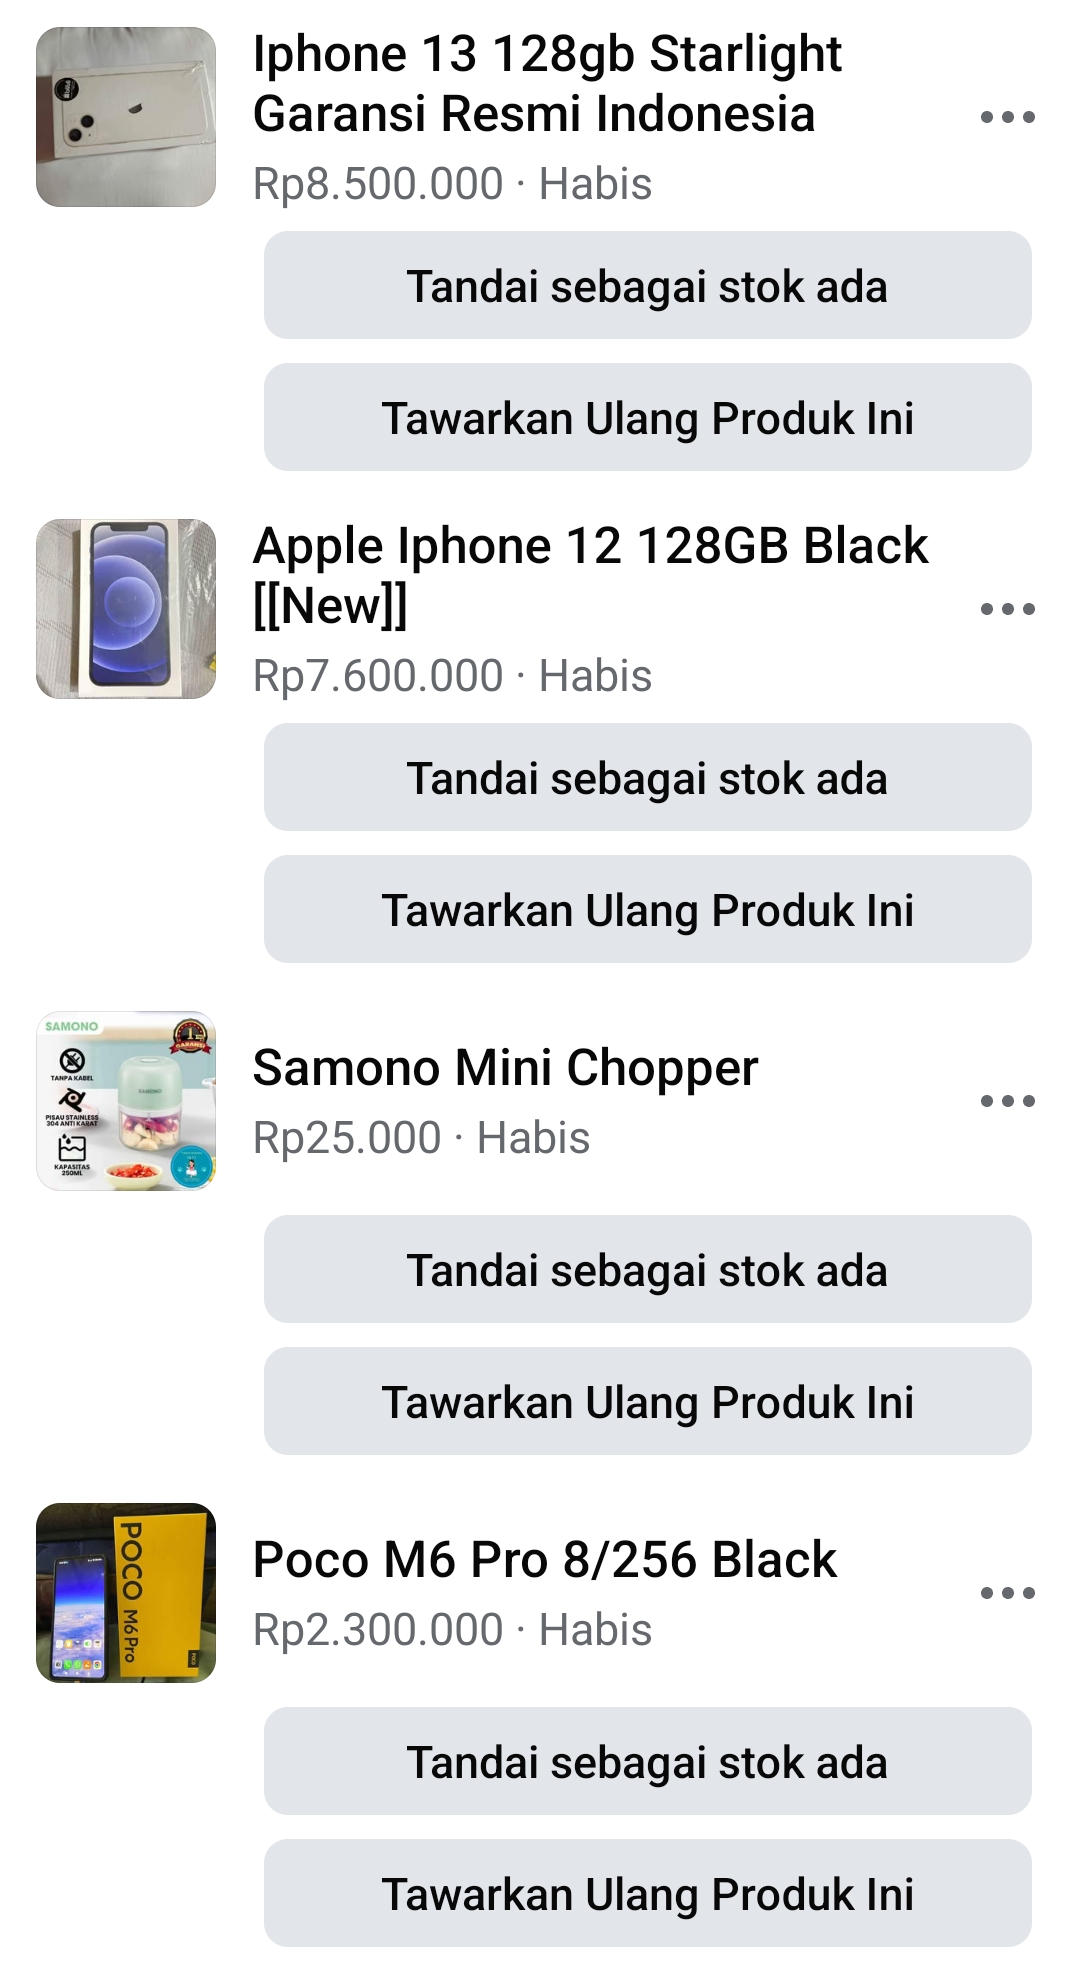 Iphone 13 128gb Starlight
Garansi Resmi Indonesia
Rp8.500.000 · Habis
Tandai sebagai stok ada
Tawarkan Ulang Produk Ini
Apple Iphone 12 128GB Black
[[New]]
Rp7.600.000 · Habis
Tandai sebagai stok ada
Tawarkan Ulang Produk Ini
SAMONO
TANPA KABEL
PISAU STAINLESS
304 ANTI KARAT
KAPASITAS
250ML
GARANSI
SAMONO
Samono Mini Chopper
Rp25.000 · Habis
Tandai sebagai stok ada
Tawarkan Ulang Produk Ini
POCO M6 Pro
POCO
Poco M6 Pro 8/256 Black
Rp2.300.000 · Habis
Tandai sebagai stok ada
Tawarkan Ulang Produk Ini